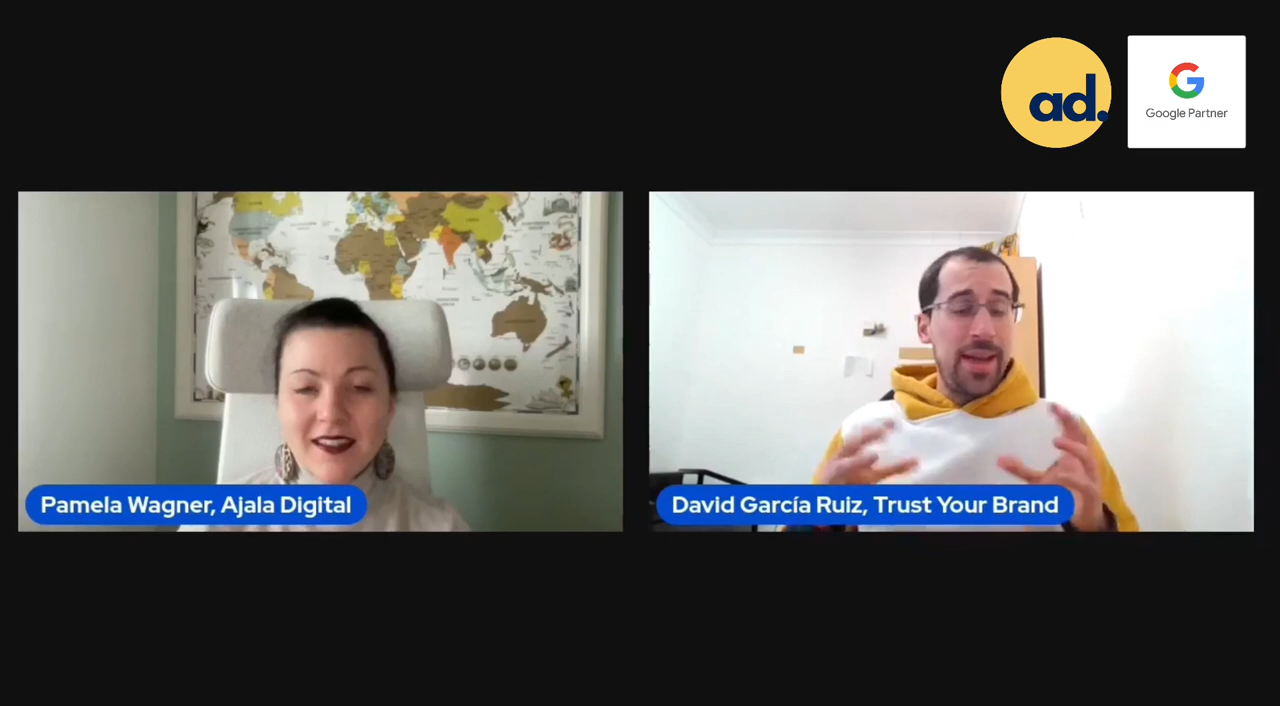 ad.
Google Partner
Pamela Wagner, Ajala Digital
David García Ruiz, Trust Your Brand